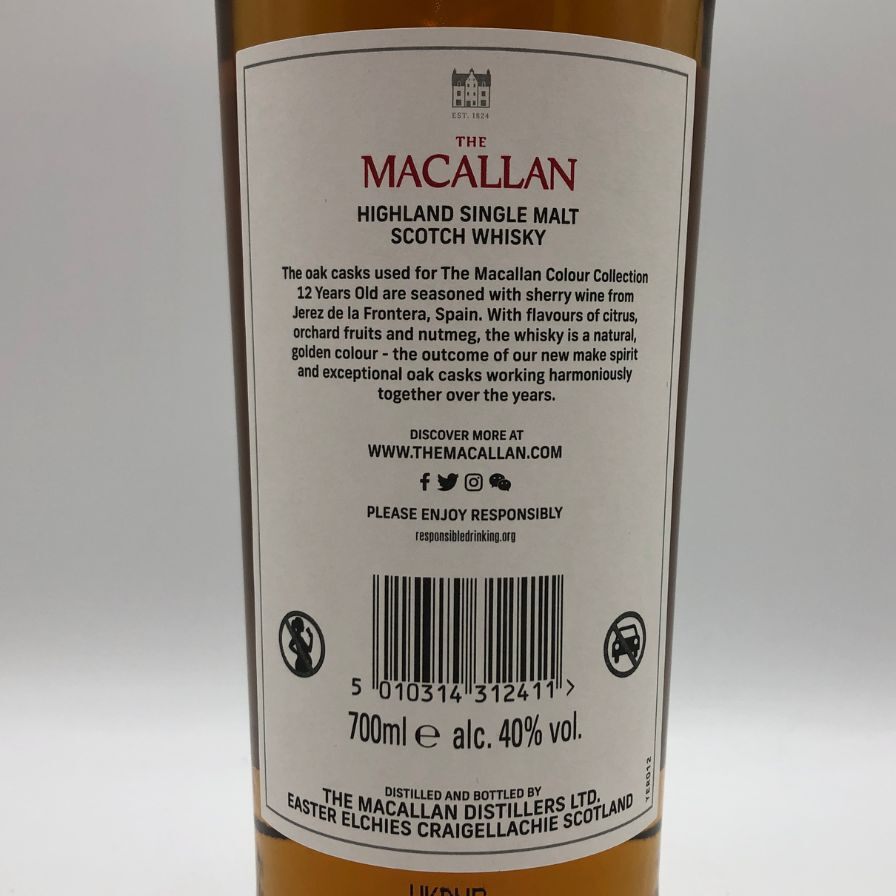 EST. 1824
THE
MACALLAN
HIGHLAND SINGLE MALT
SCOTCH WHISKY
The oak casks used for The Macallan Colour Collection
12 Years Old are seasoned with sherry wine from
Jerez de la Frontera, Spain. With flavours of citrus,
orchard fruits and nutmeg, the whisky is a natural,
golden colour - the outcome of our new make spirit
and exceptional oak casks working harmoniously
together over the years.
DISCOVER MORE AT
WWW.THEMACALLAN.COM
PLEASE ENJOY RESPONSIBLY
responsibledrinking.org
5 010314 312411 >
700ml e alc. 40% vol.
YER012
DISTILLED AND BOTTLED BY
THE MACALLAN DISTILLERS LTD.
EASTER ELCHIES CRAIGELLACHIE SCOTLAND